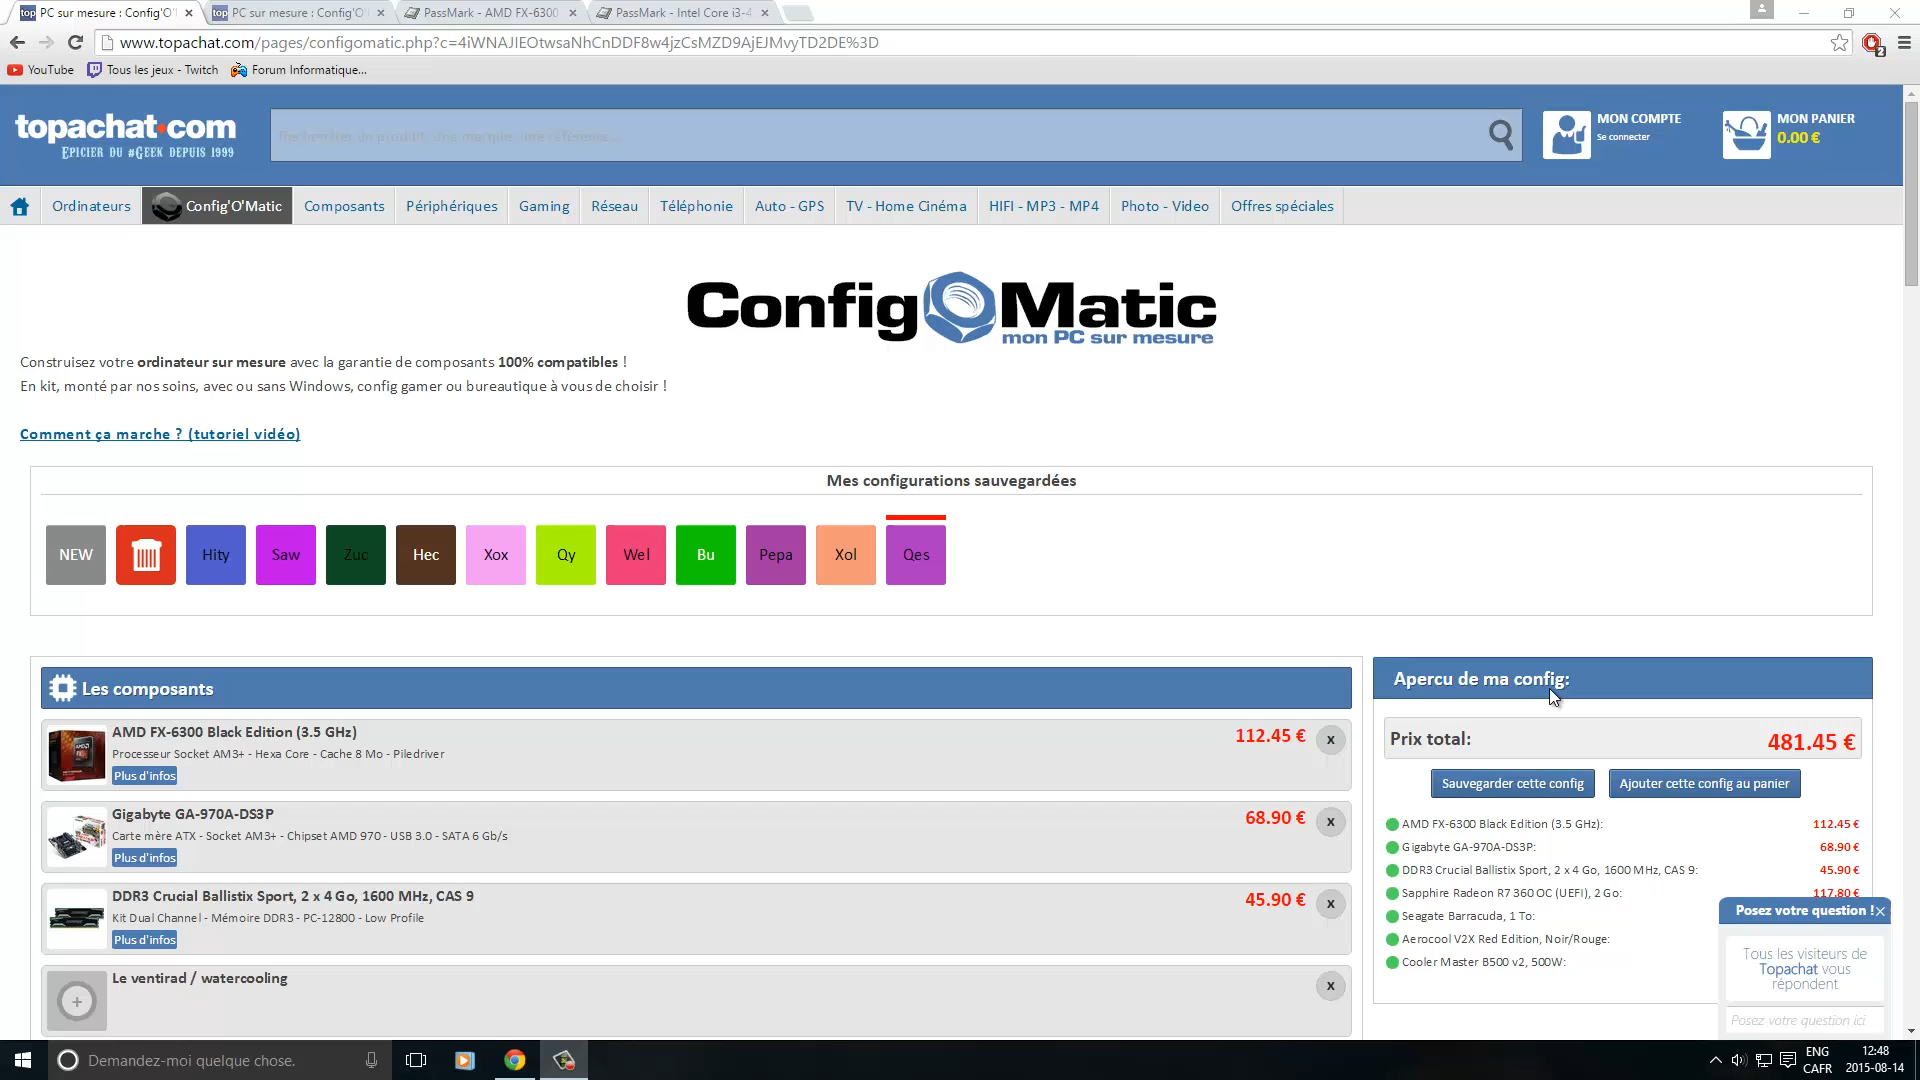 top PC sur mesure : Config'O'
top PC sur mesure : Config'O'
PassMark - AMD FX-6300
PassMark - Intel Core i3-4
www.topachat.com/pages/configomatic.php?c=4iWNAJIEOtwsaNhCnDDF8w4jzCsMZD9AjEJMvyTD2DE%3D
2
YouTube
Tous les jeux - Twitch
Forum Informatique...
topachat.com
EPICIER DU #GEEK DEPUIS 1999
Rechercher un produit, une marque, une référence...
MON COMPTE
Se connecter
MON PANIER
0.00 €
Ordinateurs
Config'O'Matic
Composants
Périphériques
Gaming
Réseau
Téléphonie
Auto - GPS
TV - Home Cinéma
HIFI - MP3 - MP4
Photo - Video
Offres spéciales
ConfigOMatic
mon PC sur mesure
Construisez votre ordinateur sur mesure avec la garantie de composants 100% compatibles !
En kit, monté par nos soins, avec ou sans Windows, config gamer ou bureautique à vous de choisir !
Comment ça marche ? (tutoriel vidéo)
Mes configurations sauvegardées
NEW
Hity
Saw
Zuc
Hec
Xox
Qy
Wel
Bu
Pepa
Xol
Qes
Les composants
AMD FX-6300 Black Edition (3.5 GHz)
Processeur Socket AM3+ - Hexa Core - Cache 8 Mo - Piledriver
Plus d'infos
112.45 €
x
Gigabyte GA-970A-DS3P
Carte mère ATX - Socket AM3+ - Chipset AMD 970 - USB 3.0 - SATA 6 Gb/s
Plus d'infos
68.90 €
x
DDR3 Crucial Ballistix Sport, 2 x 4 Go, 1600 MHz, CAS 9
Kit Dual Channel - Mémoire DDR3 - PC-12800 - Low Profile
Plus d'infos
45.90 €
x
Le ventirad / watercooling
x
Apercu de ma config:
Prix total:
481.45 €
Sauvegarder cette config
Ajouter cette config au panier
AMD FX-6300 Black Edition (3.5 GHz):
112.45 €
Gigabyte GA-970A-DS3P:
68.90 €
DDR3 Crucial Ballistix Sport, 2 x 4 Go, 1600 MHz, CAS 9:
45.90 €
Sapphire Radeon R7 360 OC (UEFI), 2 Go:
117.80 €
Seagate Barracuda, 1 To:
Aerocool V2X Red Edition, Noir/Rouge:
Cooler Master B500 v2, 500W:
Posez votre question !
Tous les visiteurs de
Topachat vous
répondent
Posez votre question ici
Demandez-moi quelque chose.
ENG
CAFR
12:48
2015-08-14